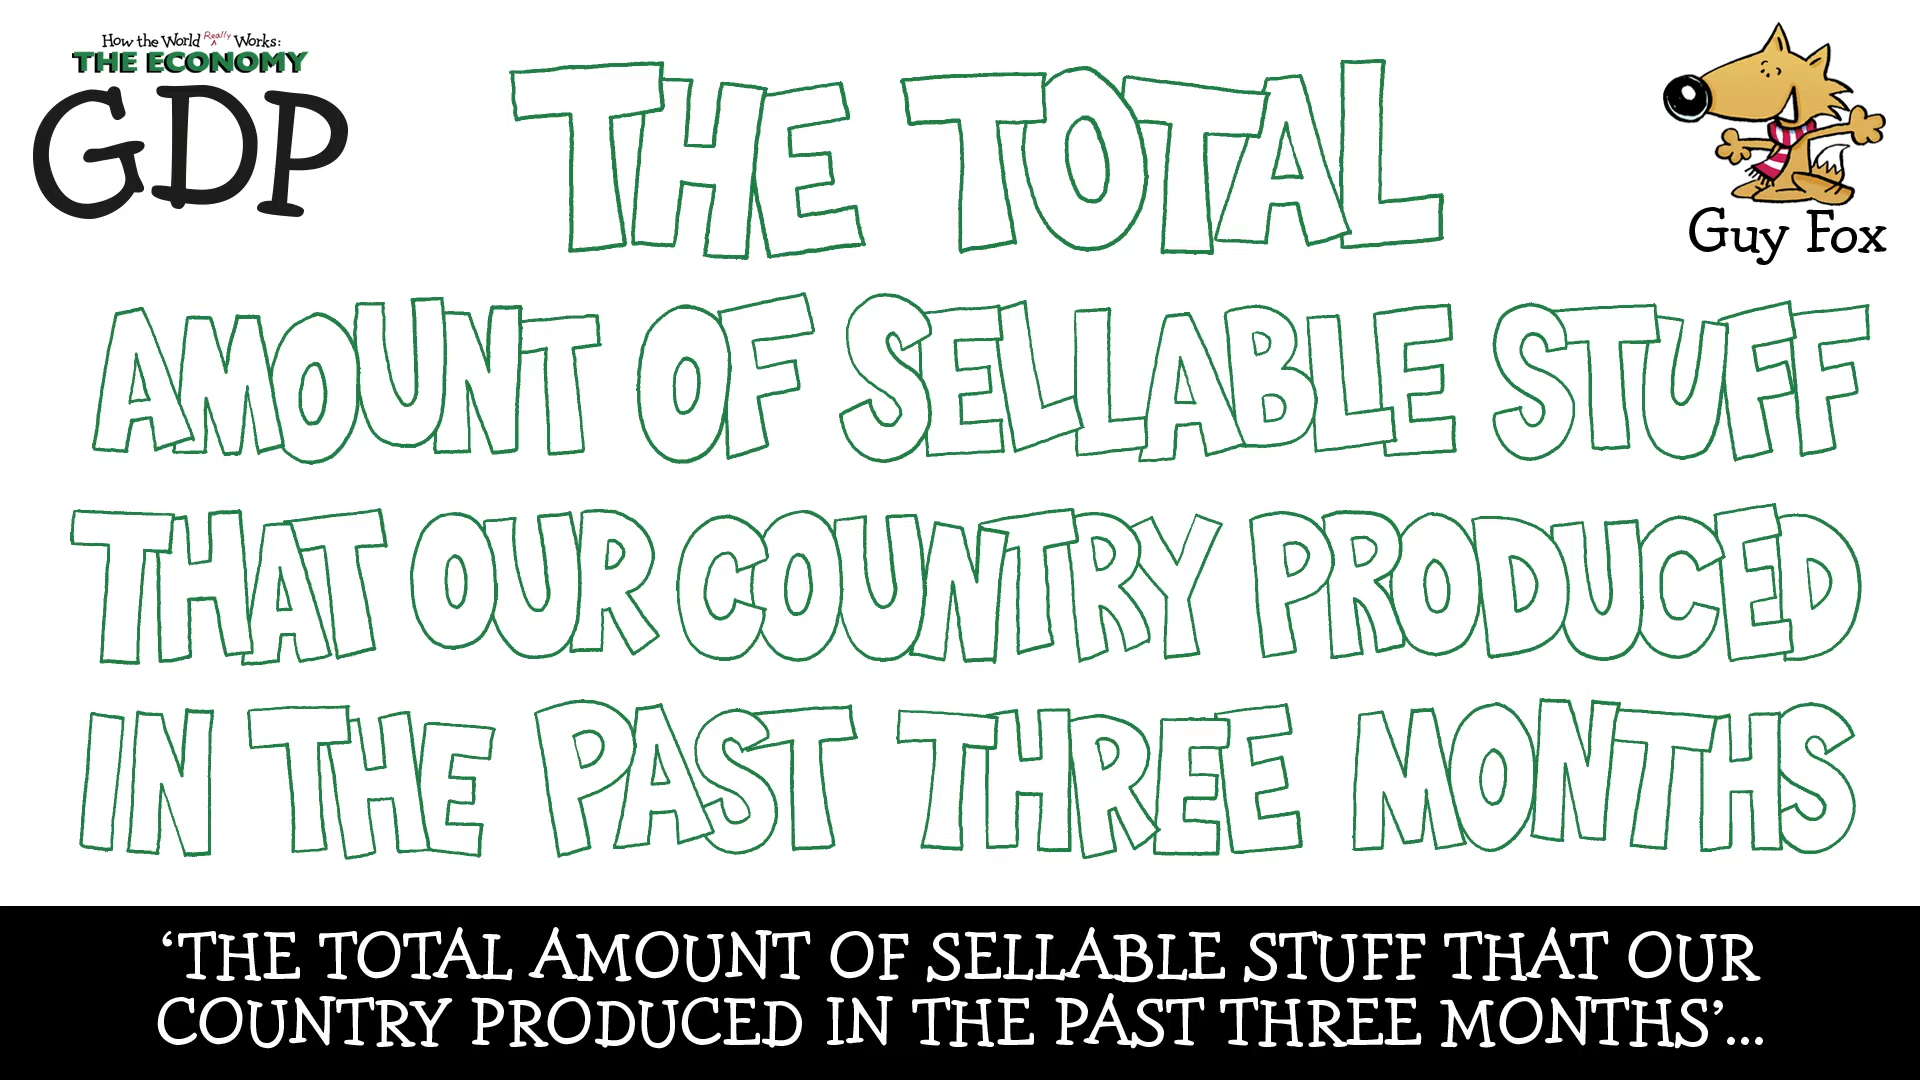 How the World Really Works:
THE ECONOMY
GDP
Guy Fox
THE TOTAL
AMOUNT OF SELLABLE STUFF
THAT OUR COUNTRY PRODUCED
IN THE PAST THREE MONTHS
‘THE TOTAL AMOUNT OF SELLABLE STUFF THAT OUR
COUNTRY PRODUCED IN THE PAST THREE MONTHS’...